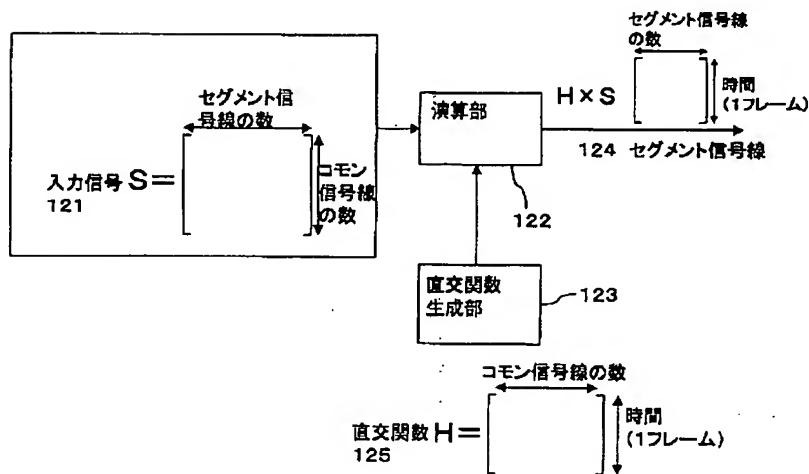 セグメント信
号線の数
入力信号 S=
121
コモン
信号線
の数
演算部
122
H×S
セグメント信号線
の数
時間
(1フレーム)
124 セグメント信号線
直交関数
生成部
123
コモン信号線の数
直交関数 H=
125
時間
(1フレーム)